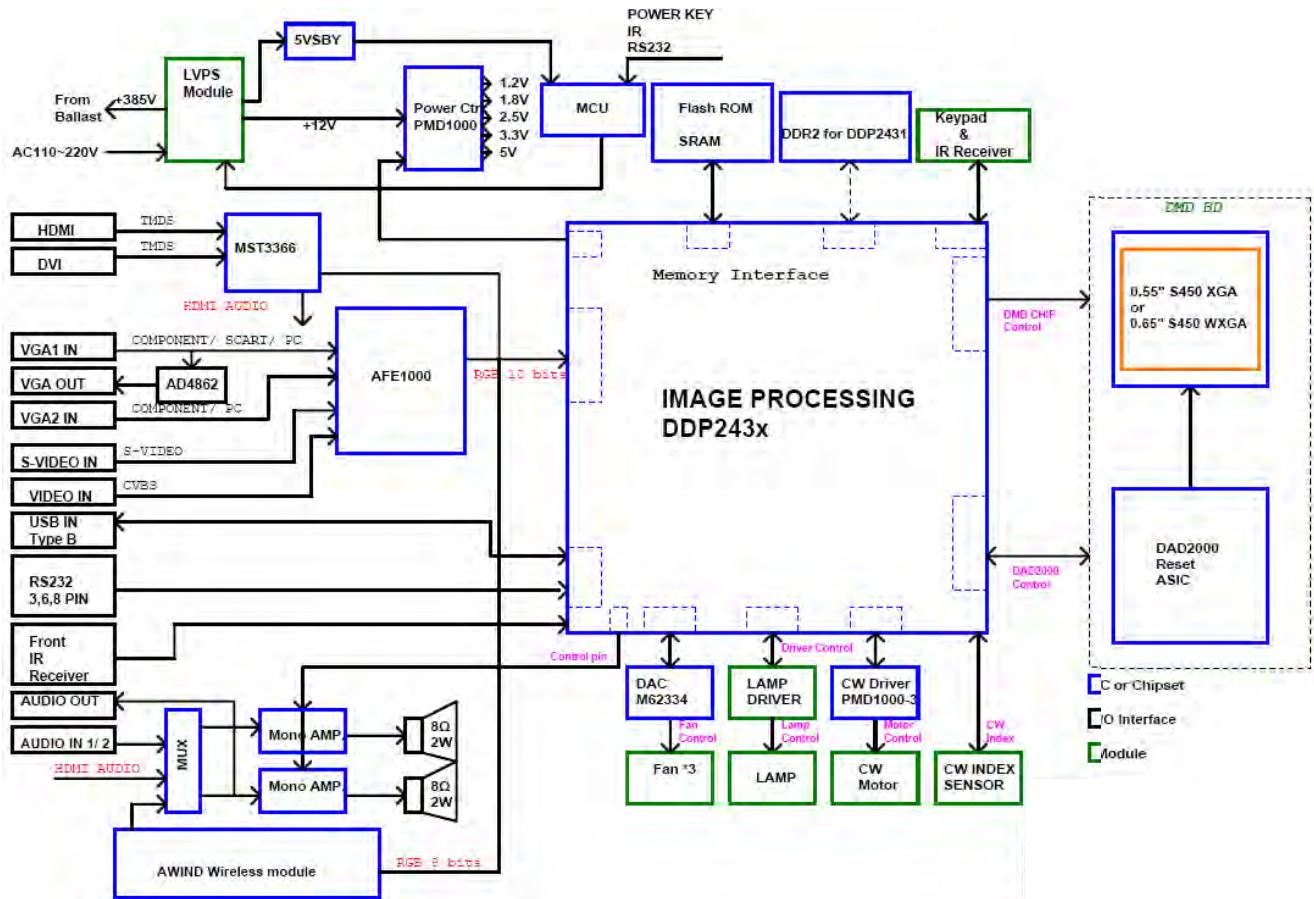 POWER KEY
IR
RS232
5VSBY
LVPS
Module
From
Ballast
+385V
+12V
AC110~220V
Power Ctr
PMD1000
1.2V
1.8V
2.5V
3.3V
5V
MCU
Flash ROM
SRAM
DDR2 for DDP2431
Keypad
&
IR Receiver
HDMI
TMDS
DVI
TMDS
MST3366
HDMI AUDIO
Memory Interface
DMD BD
0.55" S450 XGA
or
0.65" S450 WXGA
DMD CHIP
Control
VGA1 IN
COMPONENT/ SCART/ PC
VGA OUT
AD4862
VGA2 IN
COMPONENT/ PC
AFE1000
RGB 10 bits
S-VIDEO IN
S-VIDEO
VIDEO IN
CVBS
IMAGE PROCESSING
DDP243x
USB IN
Type B
RS232
3,6,8 PIN
Front
IR
Receiver
DAD2000
Reset
ASIC
DAD2000
Control
Control pin
Driver Control
DAC
M62334
LAMP
DRIVER
CW Driver
PMD1000-3
Fan
Control
Lamp
Control
Motor
Control
CW
Index
Fan *3
LAMP
CW
Motor
CW INDEX
SENSOR
C or Chipset
/O Interface
Module
AUDIO OUT
AUDIO IN 1/ 2
HDMI AUDIO
MUX
Mono AMP.
8Ω
2W
Mono AMP.
8Ω
2W
AWIND Wireless module
RGB 8 bits